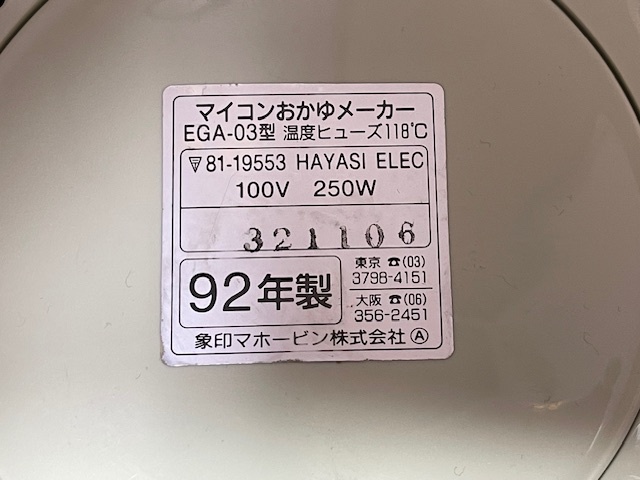 マイコンおかゆメーカー
EGA-03型 温度ヒューズ118℃
81-19553 HAYASI ELEC
100V 250W
321106
92年製
東京☎(03)
3798-4151
大阪☎(06)
356-2451
象印マホービン株式会社 Ⓐ